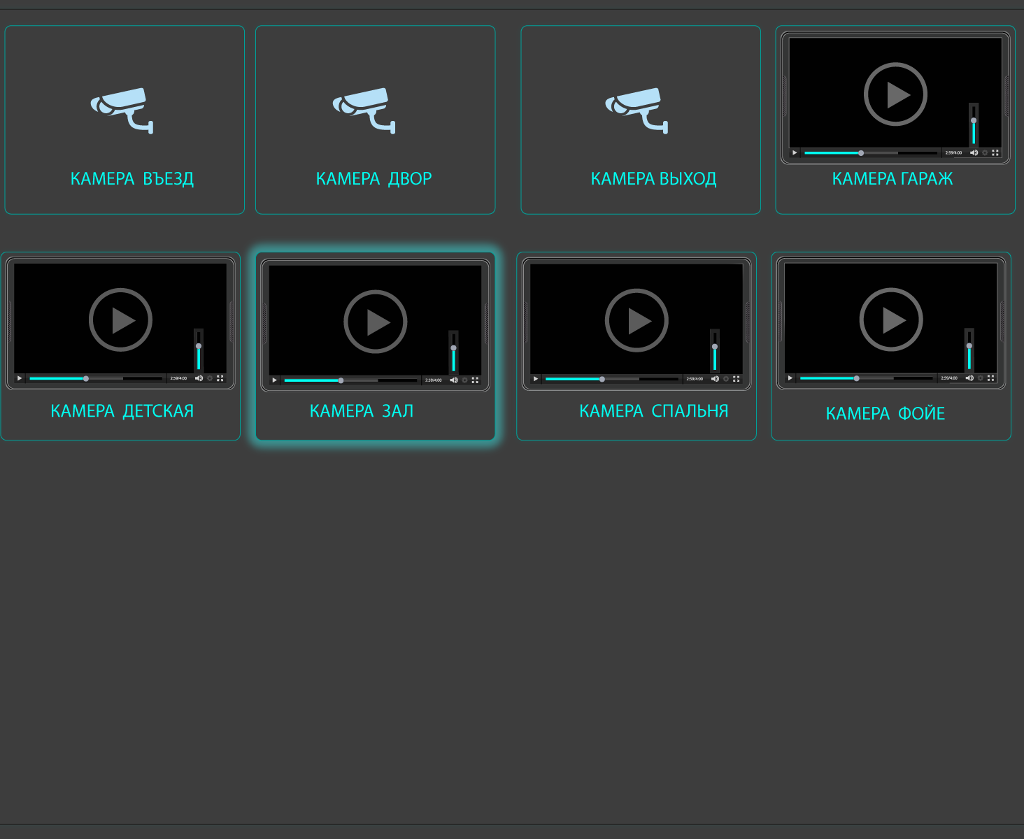 КАМЕРА ВЪЕЗД
КАМЕРА ДВОР
КАМЕРА ВЫХОД
КАМЕРА ГАРАЖ
КАМЕРА ДЕТСКАЯ
КАМЕРА ЗАЛ
КАМЕРА СПАЛЬНЯ
КАМЕРА ФОЙЕ